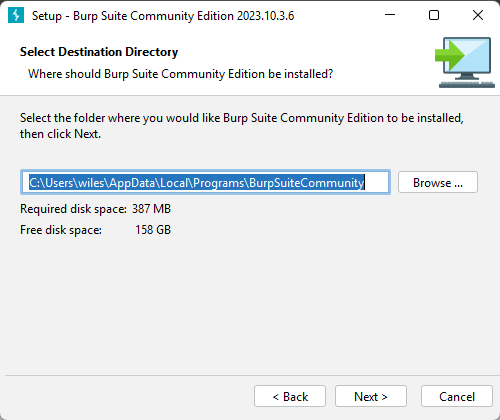 Setup - Burp Suite Community Edition 2023.10.3.6
Select Destination Directory
Where should Burp Suite Community Edition be installed?
Select the folder where you would like Burp Suite Community Edition to be installed,
then click Next.
C:\Users\wiles\AppData\Local\Programs\BurpSuiteCommunity
Browse ...
Required disk space: 387 MB
Free disk space: 158 GB
< Back
Next >
Cancel